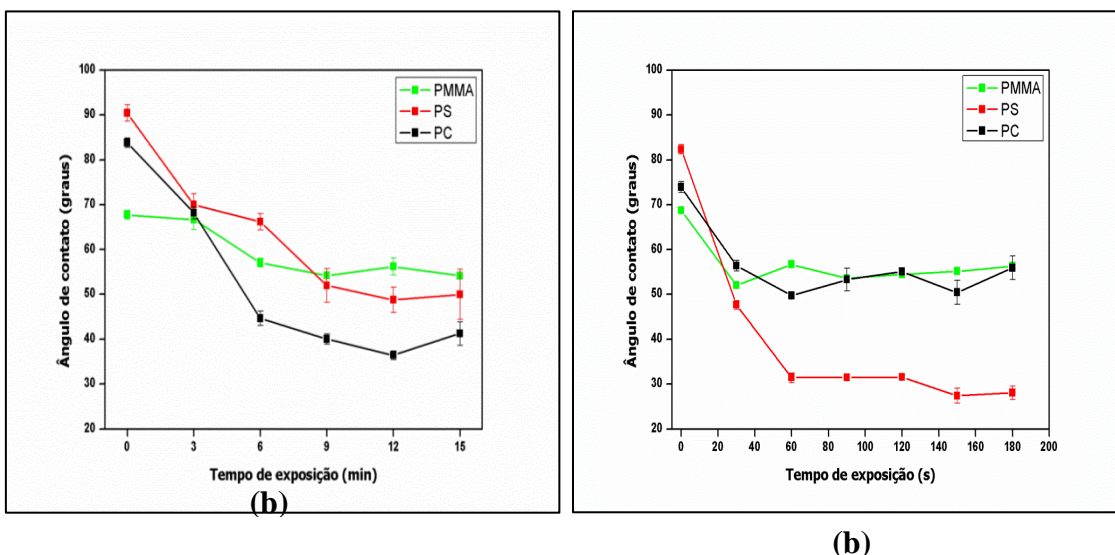 100
90
80
70
60
50
40
30
20
0
3
6
9
12
15
Ângulo de contato (graus)
Tempo de exposição (min)
PMMA
PS
PC
(b)
100
90
80
70
60
50
40
30
20
0
20
40
60
80
100
120
140
160
180
200
Ângulo de contato (graus)
Tempo de exposição (s)
PMMA
PS
PC
(b)